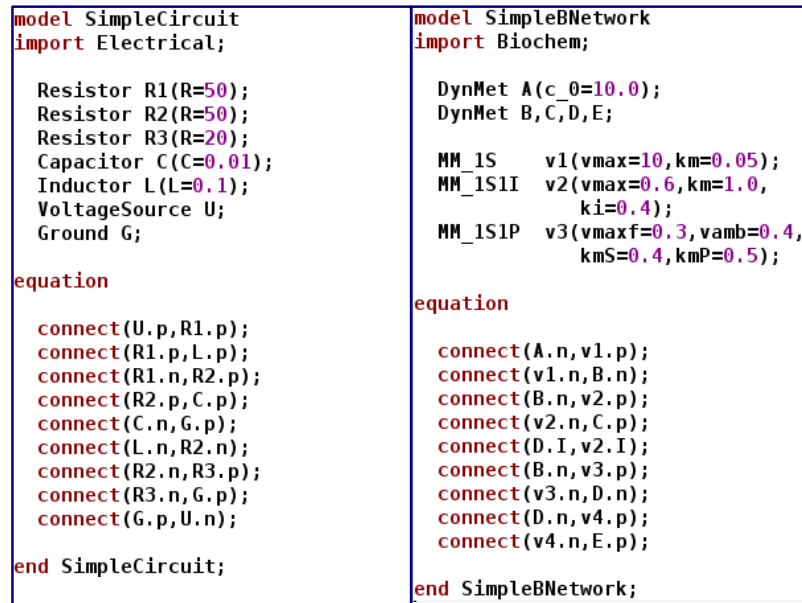 model SimpleCircuit
import Electrical;
Resistor R1(R=50);
Resistor R2(R=50);
Resistor R3(R=20);
Capacitor C(C=0.01);
Inductor L(L=0.1);
VoltageSource U;
Ground G;
equation
connect(U.p,R1.p);
connect(R1.p,L.p);
connect(R1.n,R2.p);
connect(R2.p,C.p);
connect(C.n,G.p);
connect(L.n,R2.n);
connect(R2.n,R3.p);
connect(R3.n,G.p);
connect(G.p,U.n);
end SimpleCircuit;
model SimpleBNetwork
import Biochem;
DynMet A(c_0=10.0);
DynMet B,C,D,E;
MM_1S v1(vmax=10,km=0.05);
MM_1S1I v2(vmax=0.6,km=1.0,
ki=0.4);
MM_1S1P v3(vmaxf=0.3,vamb=0.4,
kmS=0.4,kmP=0.5);
equation
connect(A.n,v1.p);
connect(v1.n,B.n);
connect(B.n,v2.p);
connect(v2.n,C.p);
connect(D.I,v2.I);
connect(B.n,v3.p);
connect(v3.n,D.n);
connect(D.n,v4.p);
connect(v4.n,E.p);
end SimpleBNetwork;